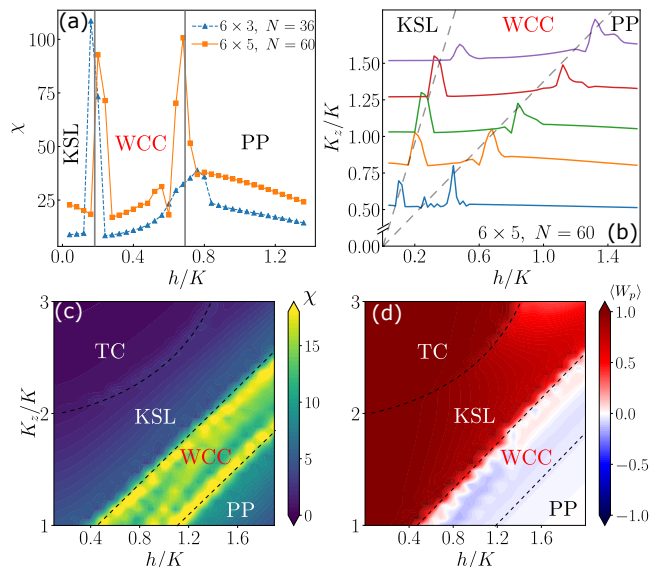 (a)
6 × 3, N = 36
6 × 5, N = 60
KSL
WCC
PP
χ
100
75
50
25
0.0
0.4
0.8
1.2
h/K
KSL
WCC
PP
K_z/K
1.50
1.25
1.00
0.75
0.50
0.00
6 × 5, N = 60
(b)
0.2
0.6
1.0
1.4
h/K
(c)
TC
KSL
WCC
PP
K_z/K
3
2
1
0.4
0.8
1.2
1.6
h/K
χ
15
10
5
0
(d)
TC
KSL
WCC
PP
3
2
1
0.4
0.8
1.2
1.6
2.0
h/K
⟨W_p⟩
1.0
0.5
0.0
−0.5
−1.0